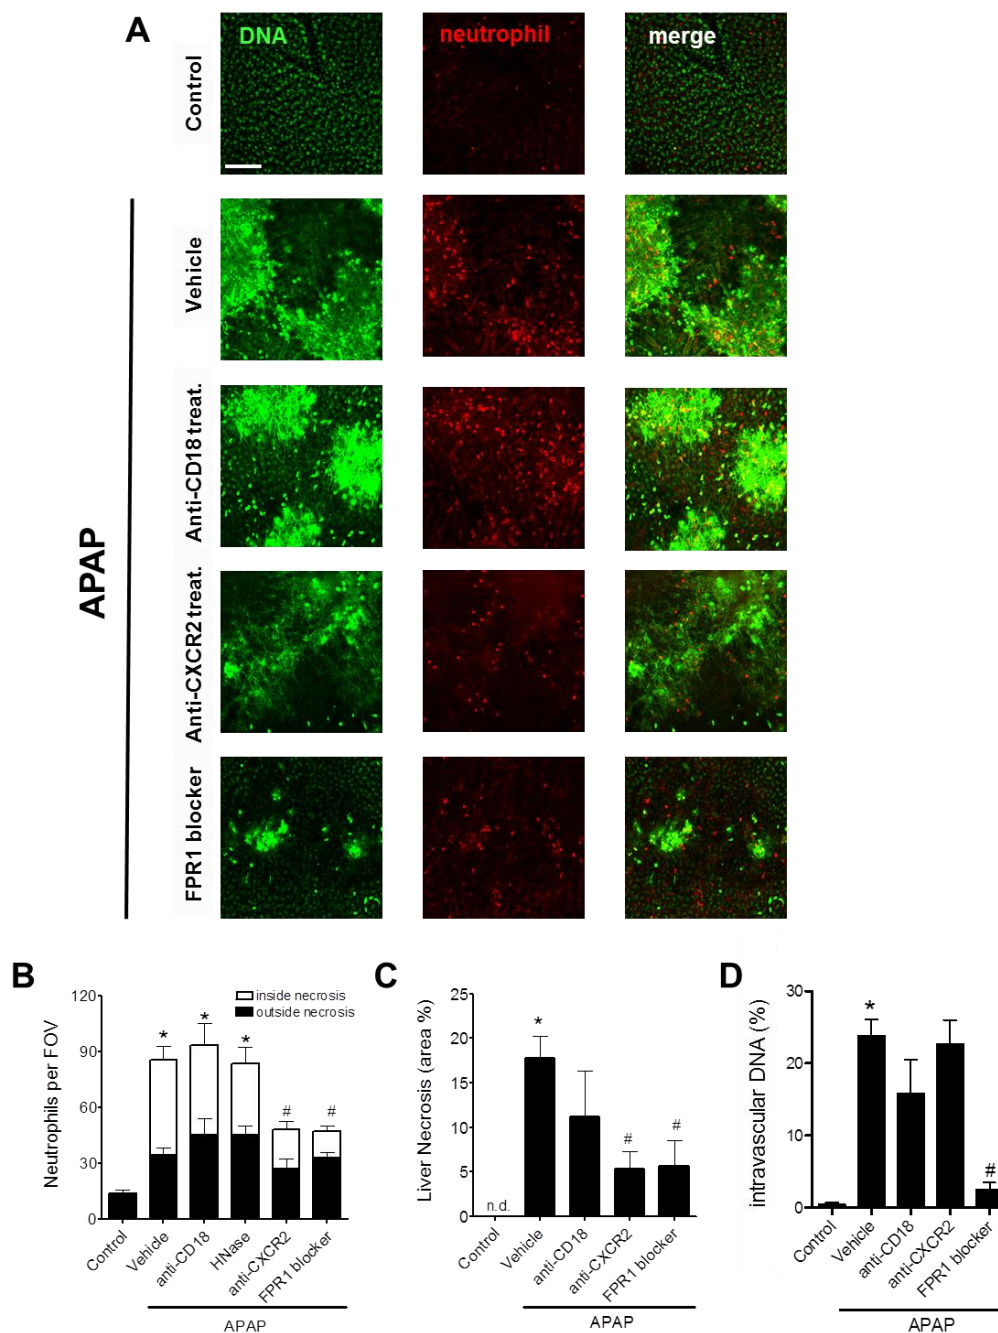 A
DNA
neutrophil
merge
Control
Vehicle
Anti-CD18 treat.
Anti-CXCR2 treat.
FPR1 blocker
APAP
B
inside necrosis
outside necrosis
Neutrophils per FOV
120
90
60
30
0
*
*
*
#
#
Control
Vehicle
anti-CD18
HNase
anti-CXCR2
FPR1 blocker
APAP
C
Liver Necrosis (area %)
25
20
15
10
5
0
n.d.
*
#
#
Control
Vehicle
anti-CD18
anti-CXCR2
FPR1 blocker
APAP
D
intravascular DNA (%)
30
20
10
0
*
#
Control
Vehicle
anti-CD18
anti-CXCR2
FPR1 blocker
APAP